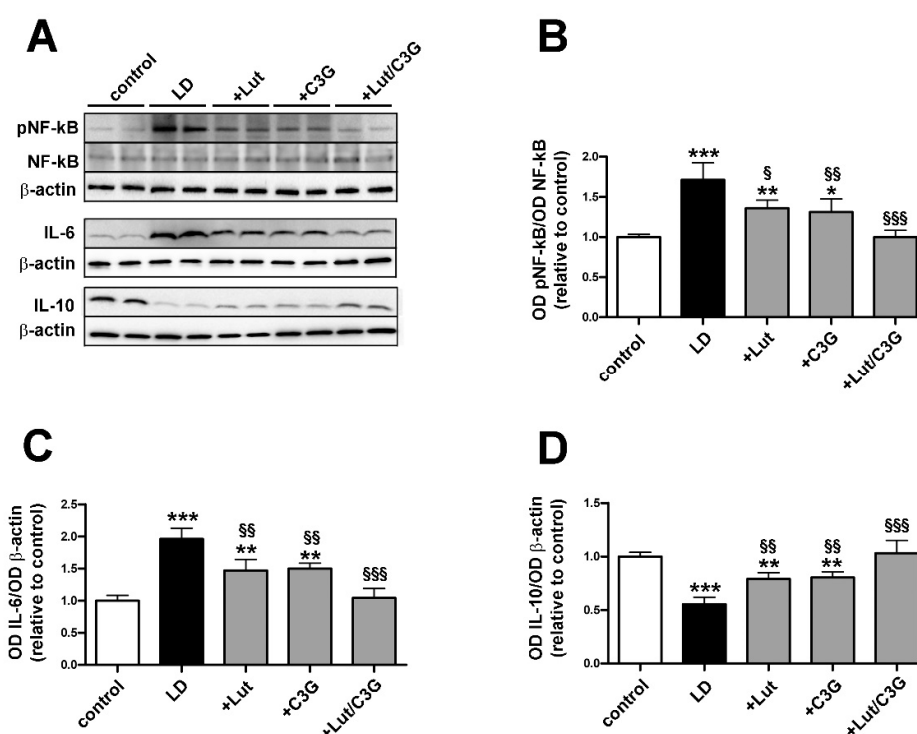 A
control LD +Lut +C3G +Lut/C3G
pNF-kB
NF-kB
β-actin
IL-6
β-actin
IL-10
β-actin
B
OD pNF-kB/OD NF-kB
(relative to control)
2.0
1.5
1.0
0.5
0.0
***
§
**
§§
*
§§§
control LD +Lut +C3G +Lut/C3G
C
OD IL-6/OD β-actin
(relative to control)
2.5
2.0
1.5
1.0
0.5
0.0
***
§§
**
§§
**
§§§
control LD +Lut +C3G +Lut/C3G
D
OD IL-10/OD β-actin
(relative to control)
1.5
1.0
0.5
0.0
***
§§
**
§§
**
§§§
control LD +Lut +C3G +Lut/C3G